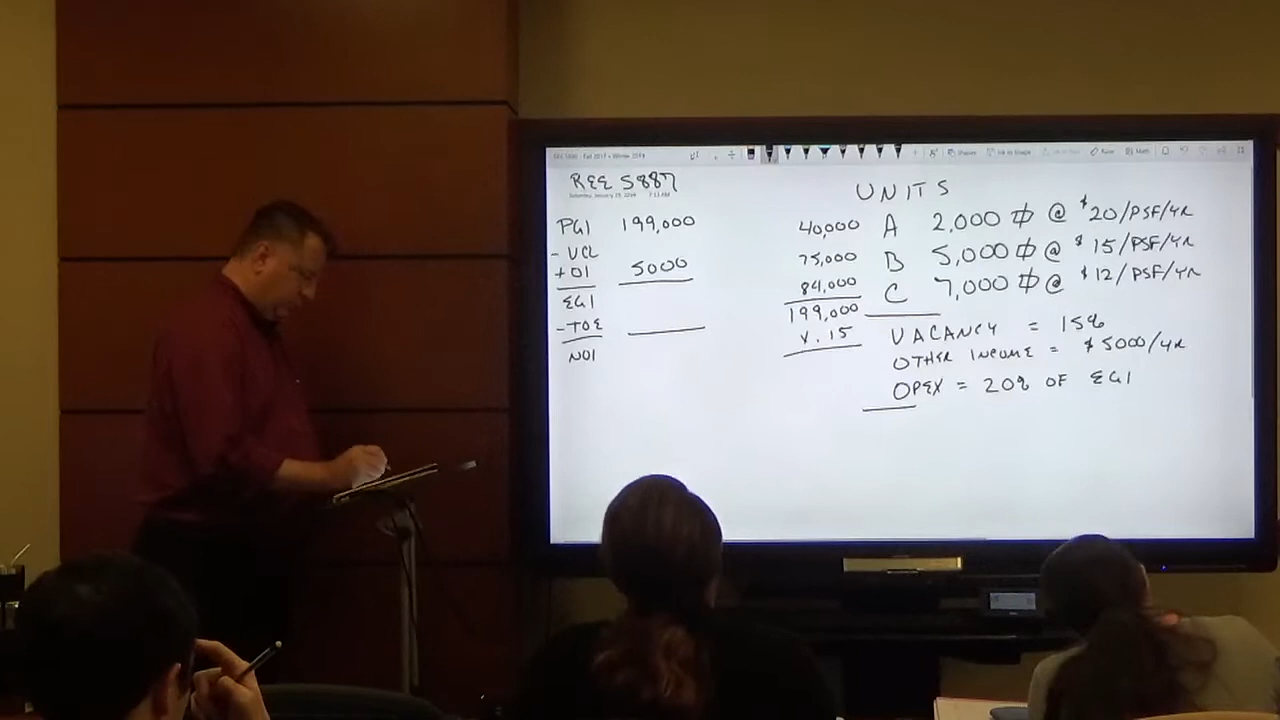 REE 5887
PGI 199,000
- VCL
+ OI 5000
EGI
- TOE
NOI
UNITS
40,000 A 2,000 ⏀ @ $20/PSF/YR
75,000 B 5,000 ⏀ @ $15/PSF/YR
84,000 C 7,000 ⏀ @ $12/PSF/YR
199,000
x.15
VACANCY = 15%
OTHER INCOME = $5000/YR
OPEX = 20% OF EGI